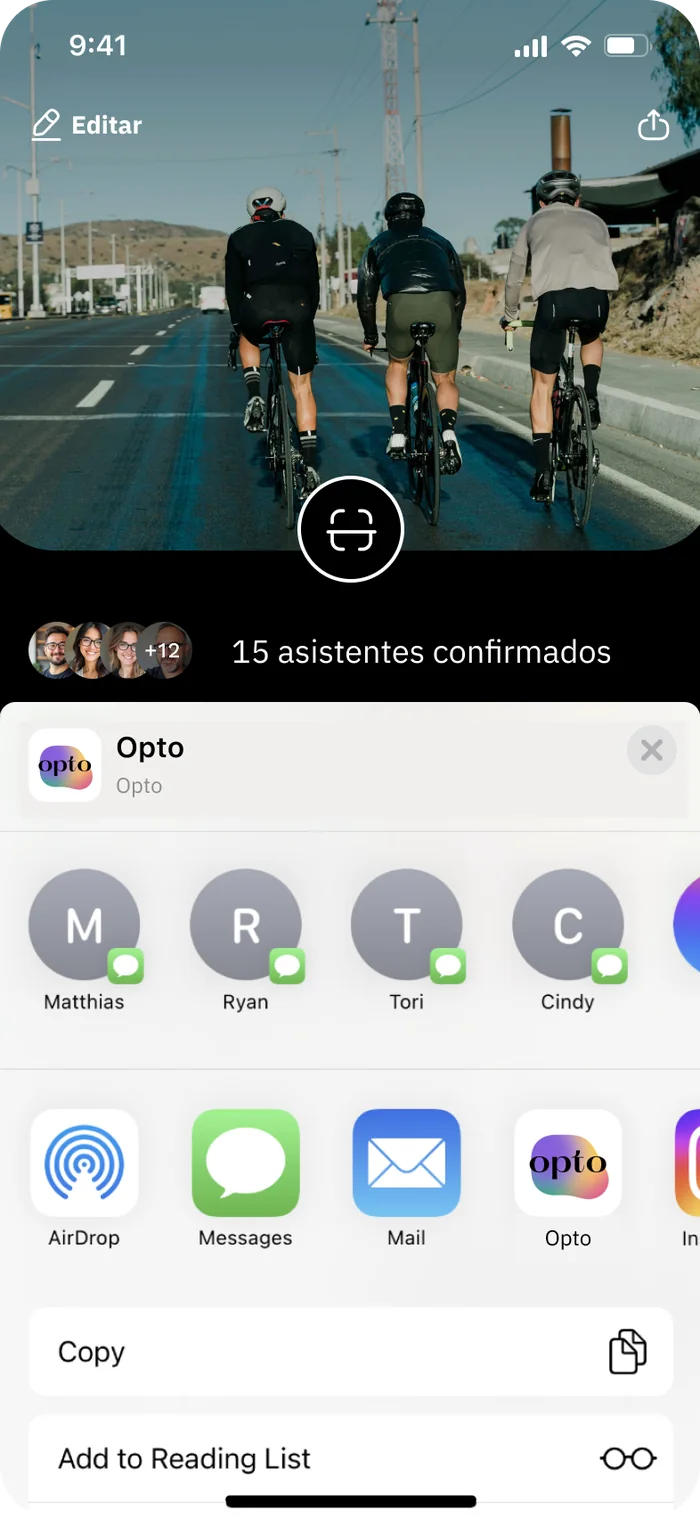 9:41
Editar
+12
15 asistentes confirmados
opto
Opto
Opto
M
R
T
C
Matthias
Ryan
Tori
Cindy
opto
AirDrop
Messages
Mail
Opto
In
Copy
Add to Reading List